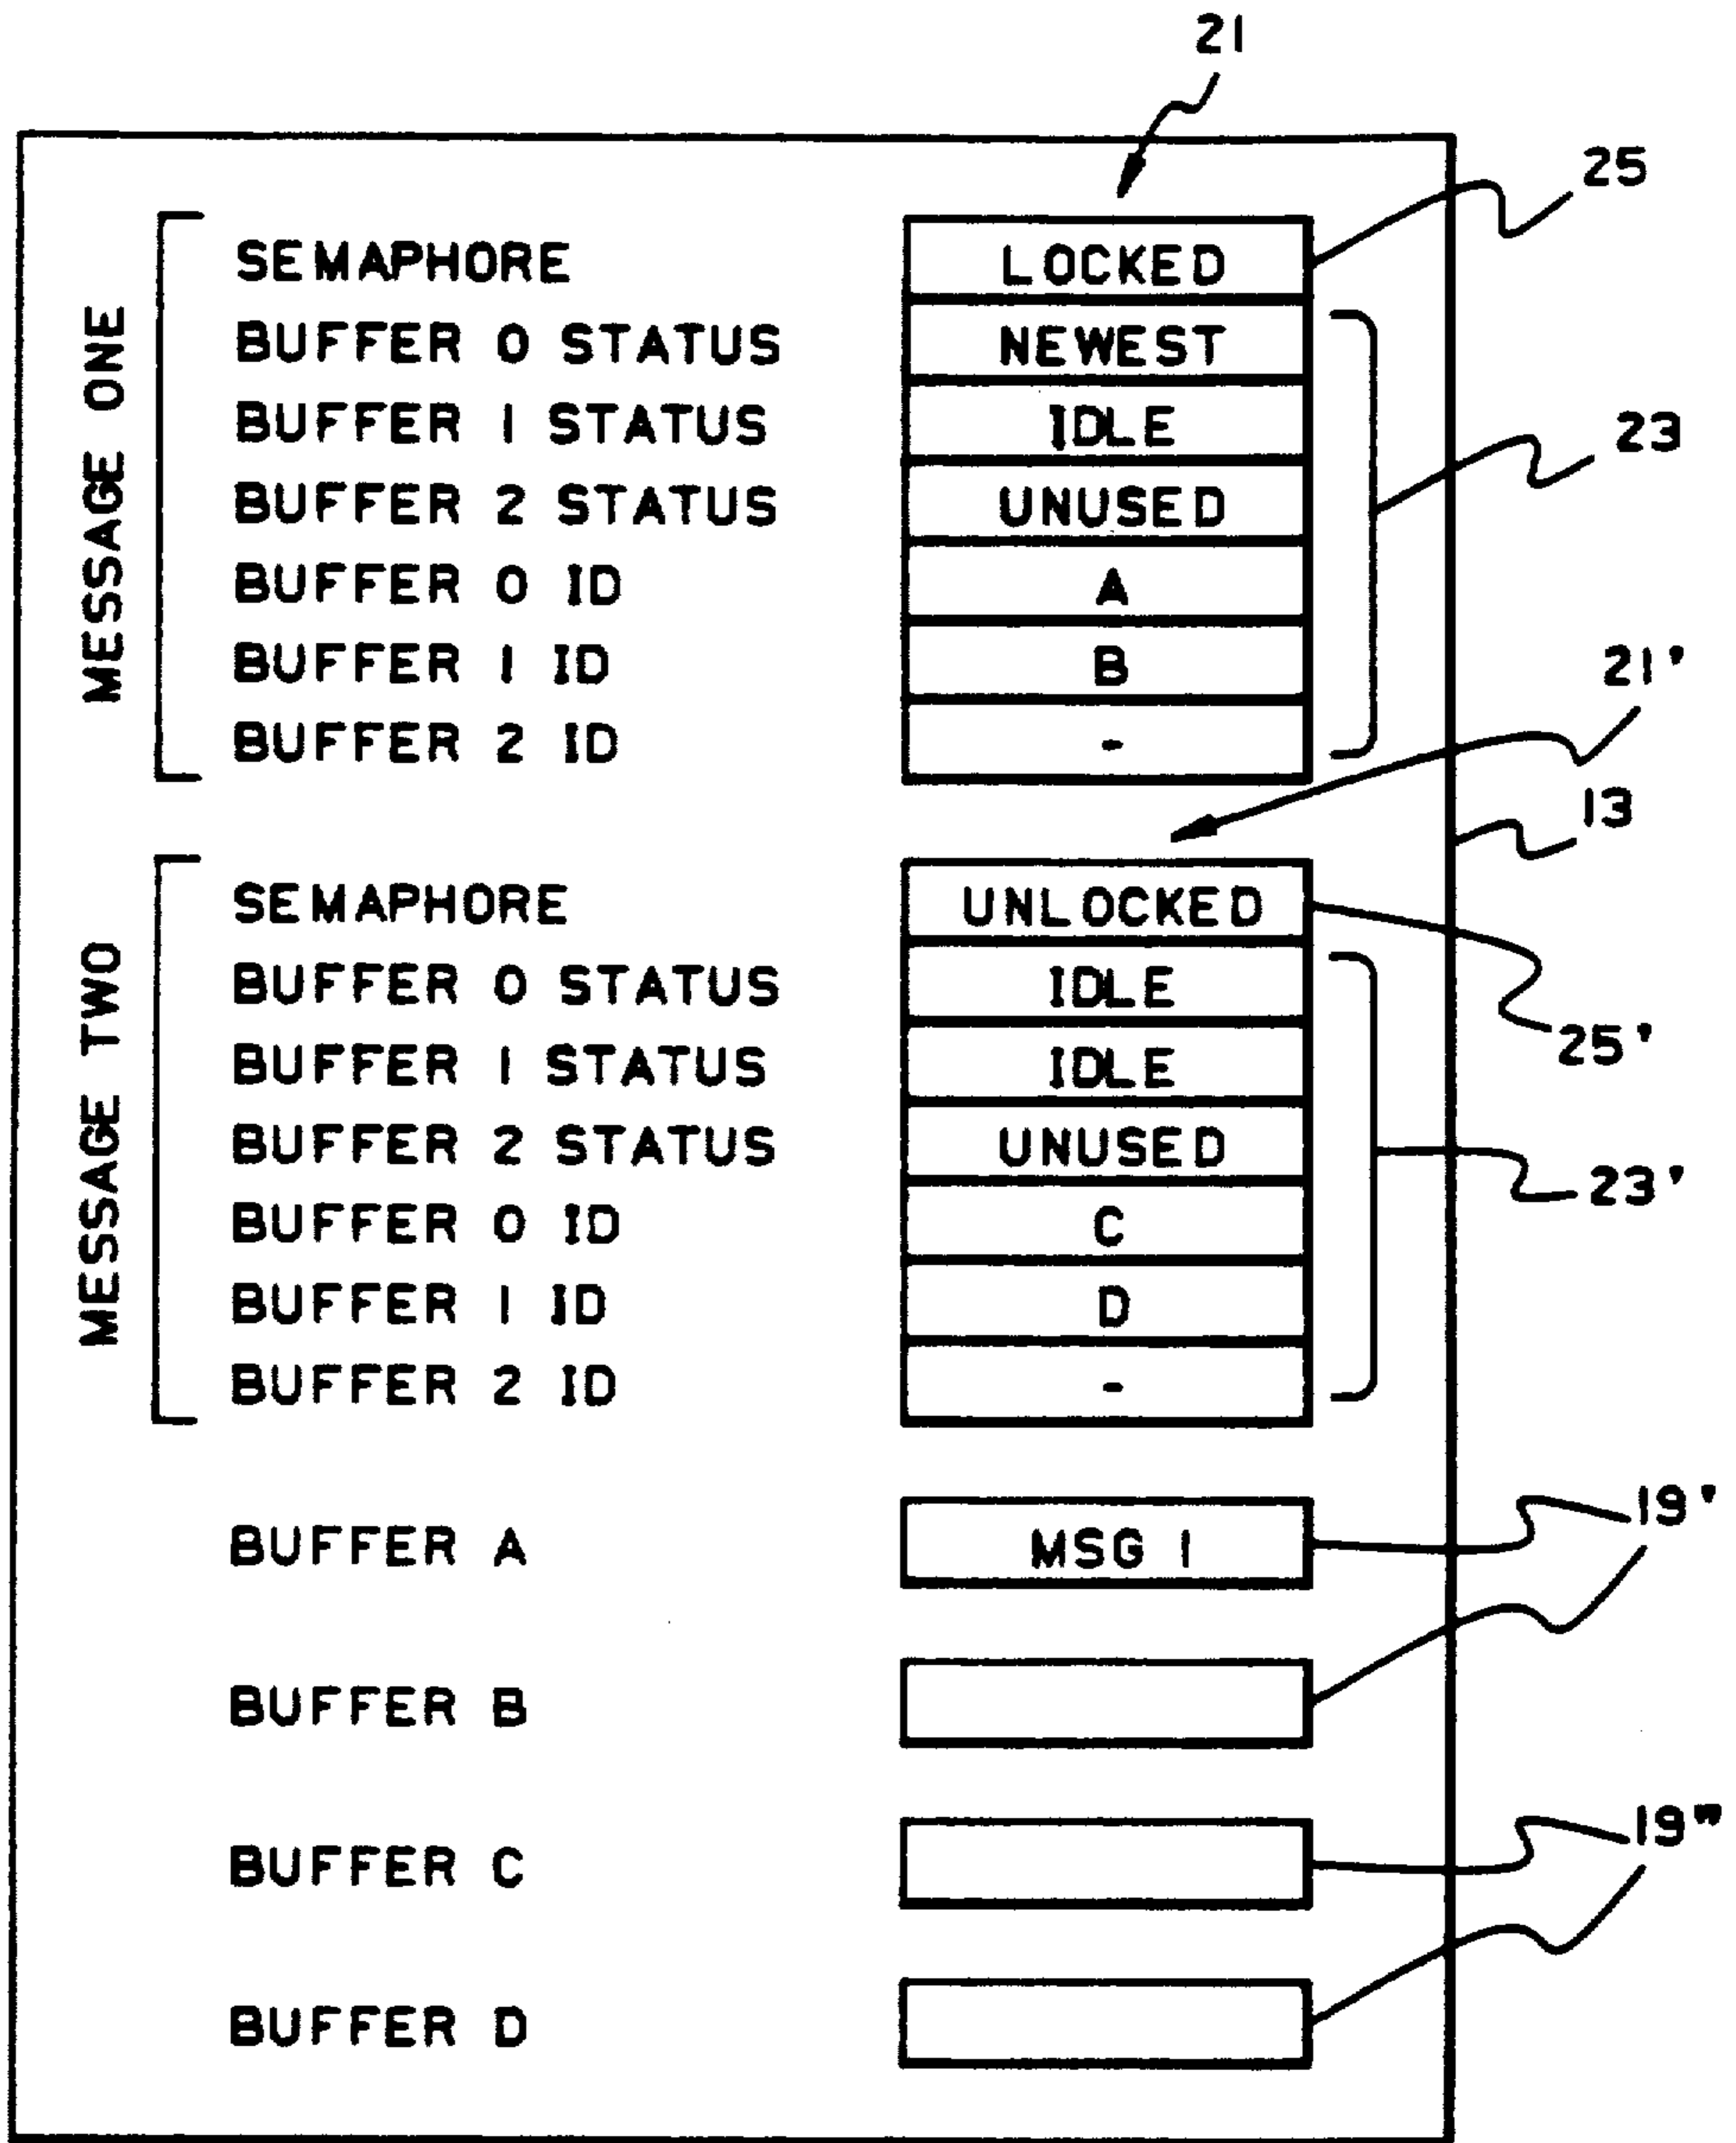 21
25
MESSAGE ONE
SEMAPHORE LOCKED
BUFFER 0 STATUS NEWEST
BUFFER 1 STATUS IDLE
23
BUFFER 2 STATUS UNUSED
BUFFER 0 ID A
BUFFER 1 ID B
21'
BUFFER 2 ID -
13
MESSAGE TWO
SEMAPHORE UNLOCKED
BUFFER 0 STATUS IDLE
25'
BUFFER 1 STATUS IDLE
BUFFER 2 STATUS UNUSED
23'
BUFFER 0 ID C
BUFFER 1 ID D
BUFFER 2 ID -
19'
BUFFER A MSG 1
BUFFER B
19"
BUFFER C
BUFFER D